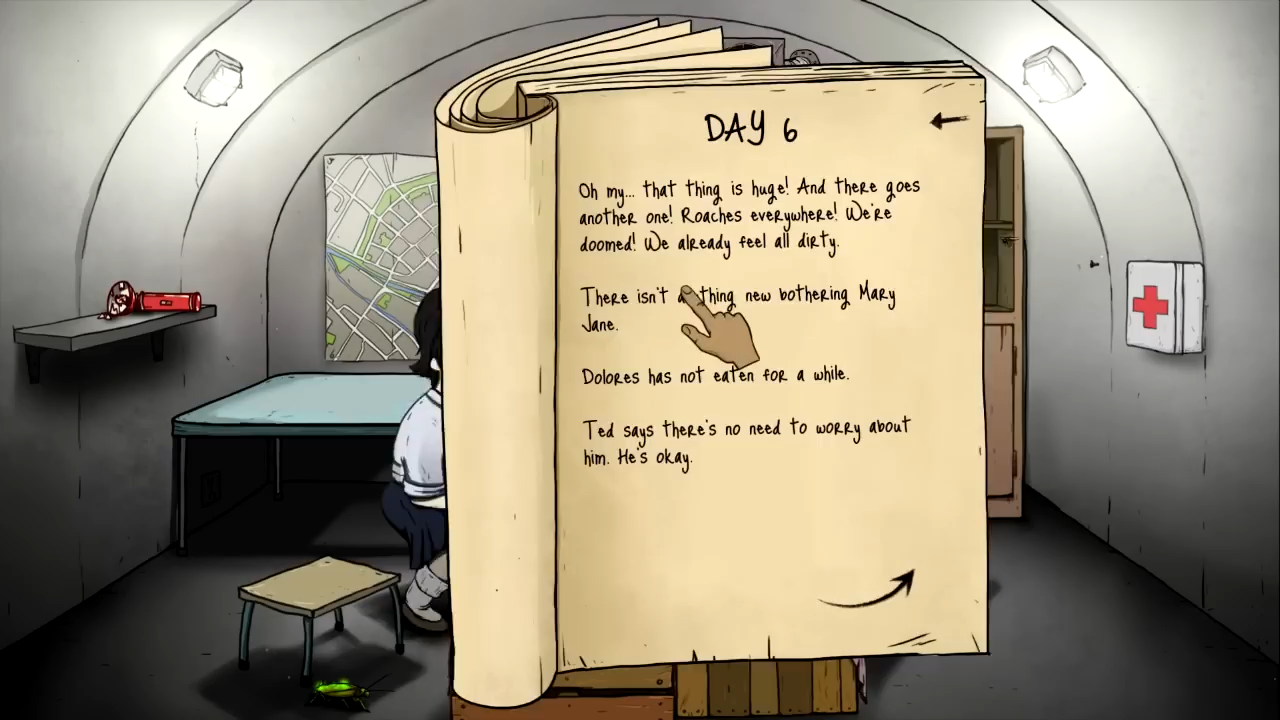 DAY 6
Oh my... that thing is huge! And there goes
another one! Roaches everywhere! We're
doomed! We already feel all dirty.
There isn't a thing new bothering Mary
Jane.
Dolores has not eaten for a while.
Ted says there's no need to worry about
him. He's okay.